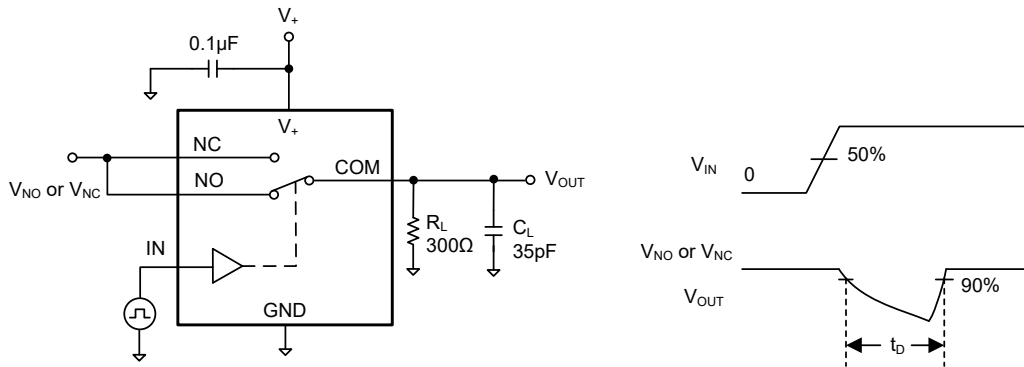 V+
0.1µF
V+
NC
NO
COM
VNO or VNC
VOUT
RL
300Ω
CL
35pF
IN
GND
VIN
0
50%
VNO or VNC
VOUT
90%
tD